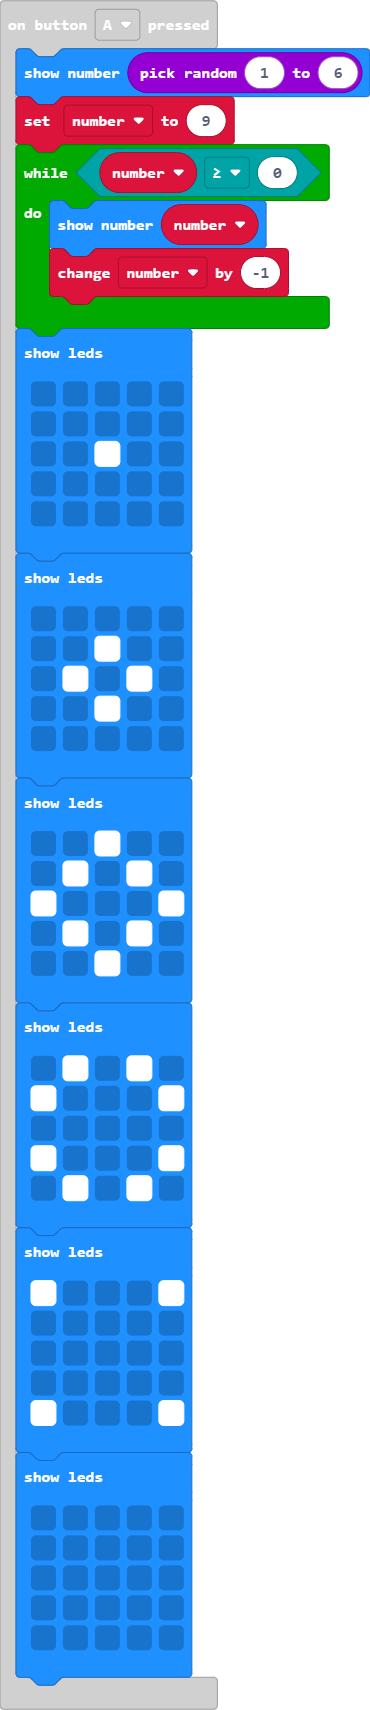 on button A pressed
show number pick random 1 to 6
set number to 9
while number ≥ 0
do
show number number
change number by -1
show leds
show leds
show leds
show leds
show leds
show leds